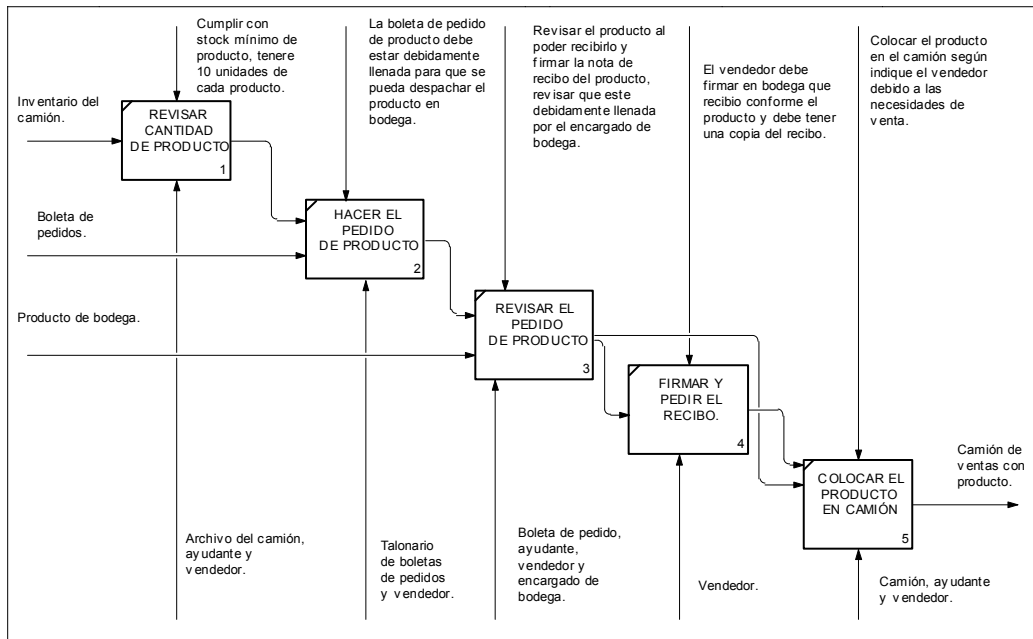 Cumplir con
stock mínimo de
producto, tenere
10 unidades de
cada producto.
La boleta de pedido
de producto debe
estar debidamente
llenada para que se
pueda despachar el
producto en
bodega.
Revisar el producto al
poder recibirlo y
firmar la nota de
recibo del producto,
revisar que este
debidamente llenada
por el encargado de
bodega.
El vendedor debe
firmar en bodega que
recibio conforme el
producto y debe tener
una copia del recibo.
Colocar el producto
en el camión según
indique el vendedor
debido a las
necesidades de
venta.
Inventario del
camión.
REVISAR
CANTIDAD
DE PRODUCTO
1
Boleta de
pedidos.
HACER EL
PEDIDO
DE PRODUCTO
2
Producto de bodega.
REVISAR EL
PEDIDO
DE PRODUCTO
3
FIRMAR Y
PEDIR EL
RECIBO.
4
COLOCAR EL
PRODUCTO
EN CAMIÓN
5
Camión de
ventas con
producto.
Archivo del camión,
ayudante y
vendedor.
Talonario
de boletas
de pedidos
y vendedor.
Boleta de pedido,
ayudante,
vendedor y
encargado de
bodega.
Vendedor.
Camión, ayudante
y vendedor.